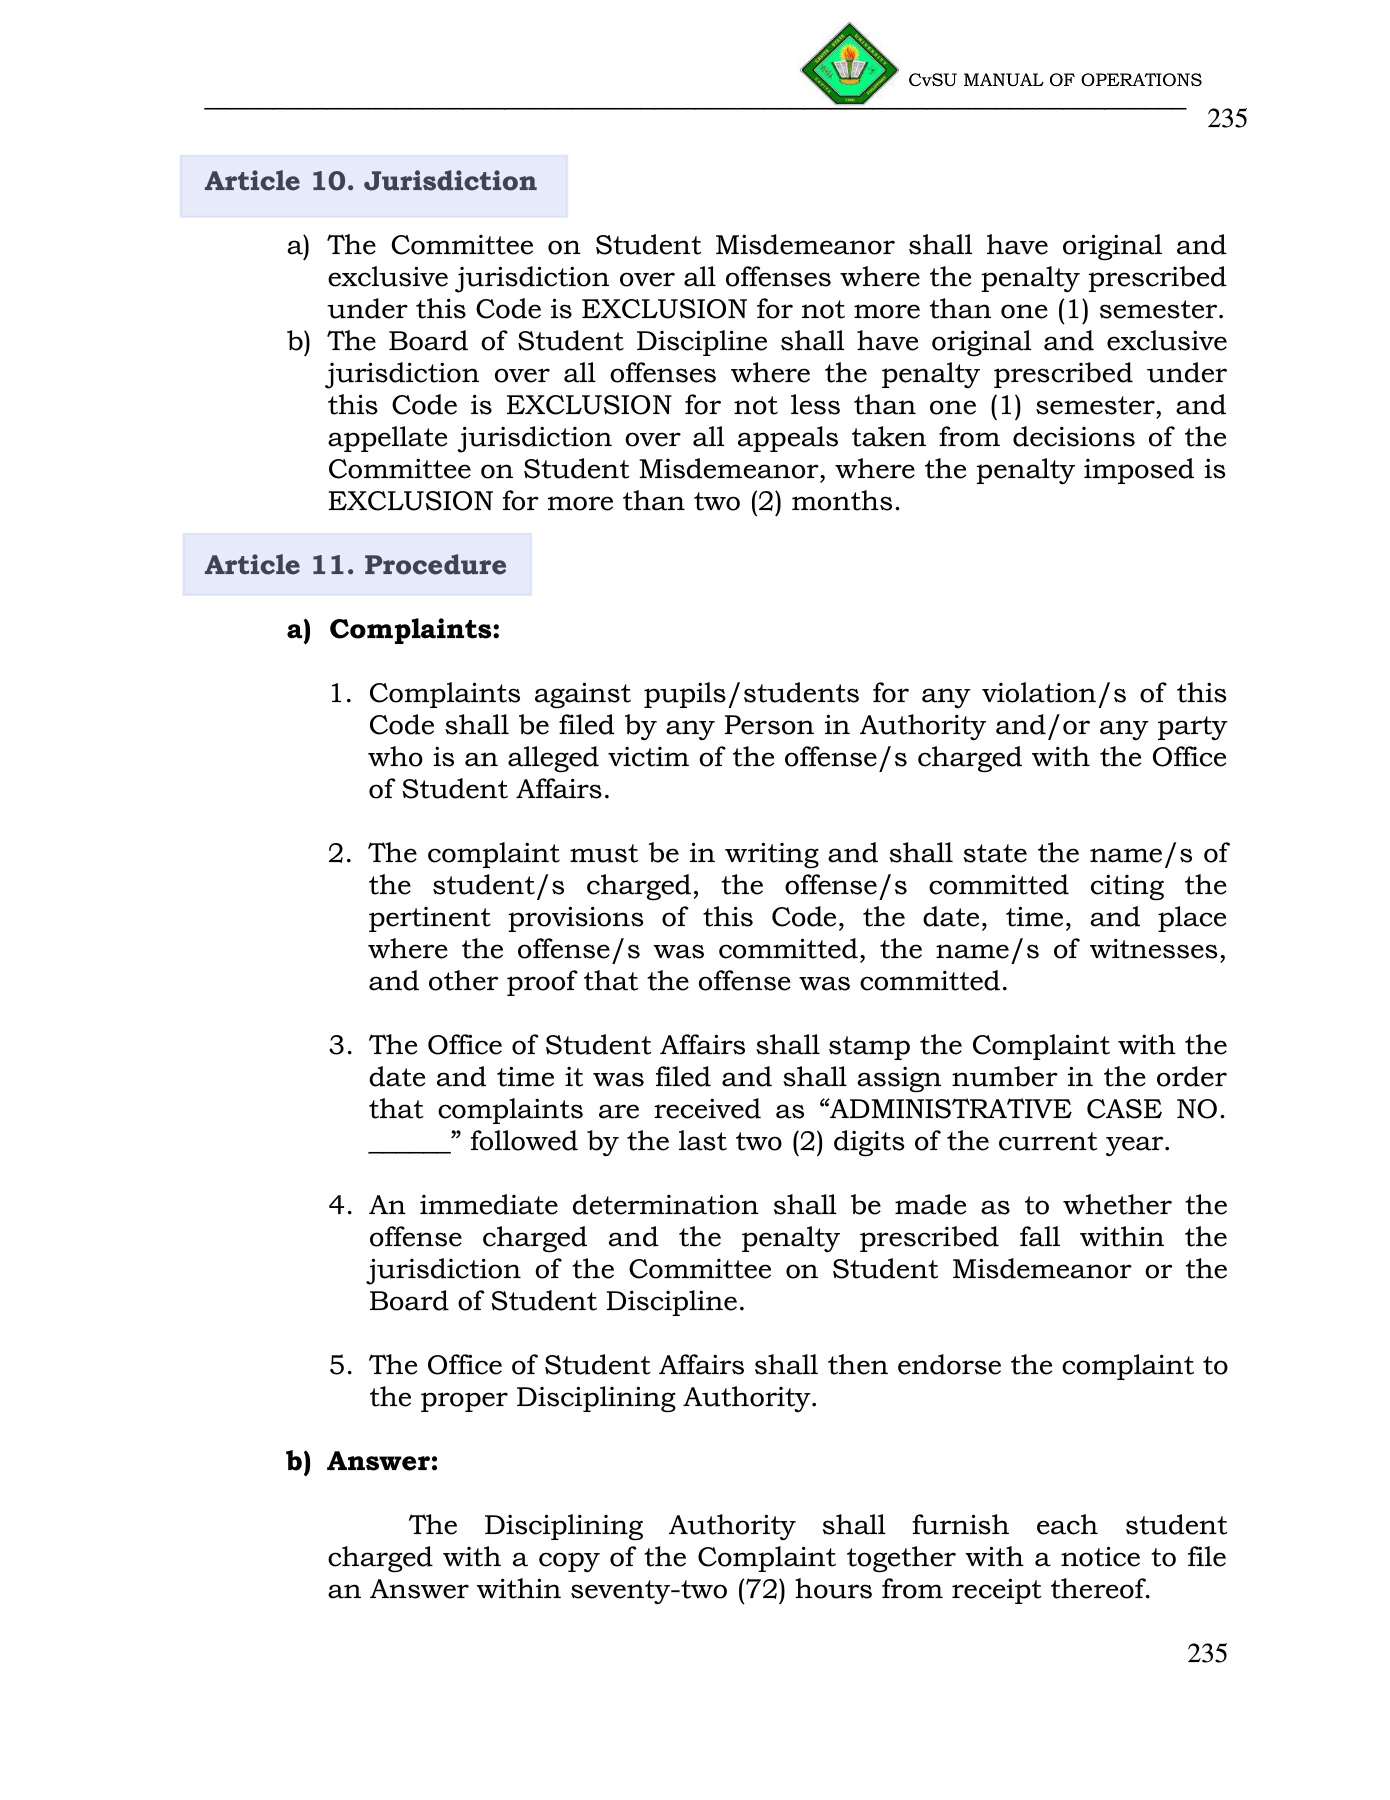 CvSU MANUAL OF OPERATIONS
235
Article 10. Jurisdiction
a) The Committee on Student Misdemeanor shall have original and
exclusive jurisdiction over all offenses where the penalty prescribed
under this Code is EXCLUSION for not more than one (1) semester.
b) The Board of Student Discipline shall have original and exclusive
jurisdiction over all offenses where the penalty prescribed under
this Code is EXCLUSION for not less than one (1) semester, and
appellate jurisdiction over all appeals taken from decisions of the
Committee on Student Misdemeanor, where the penalty imposed is
EXCLUSION for more than two (2) months.
Article 11. Procedure
a) Complaints:
1. Complaints against pupils/students for any violation/s of this
Code shall be filed by any Person in Authority and/or any party
who is an alleged victim of the offense/s charged with the Office
of Student Affairs.
2. The complaint must be in writing and shall state the name/s of
the student/s charged, the offense/s committed citing the
pertinent provisions of this Code, the date, time, and place
where the offense/s was committed, the name/s of witnesses,
and other proof that the offense was committed.
3. The Office of Student Affairs shall stamp the Complaint with the
date and time it was filed and shall assign number in the order
that complaints are received as “ADMINISTRATIVE CASE NO.
______” followed by the last two (2) digits of the current year.
4. An immediate determination shall be made as to whether the
offense charged and the penalty prescribed fall within the
jurisdiction of the Committee on Student Misdemeanor or the
Board of Student Discipline.
5. The Office of Student Affairs shall then endorse the complaint to
the proper Disciplining Authority.
b) Answer:
The Disciplining Authority shall furnish each student
charged with a copy of the Complaint together with a notice to file
an Answer within seventy-two (72) hours from receipt thereof.
235